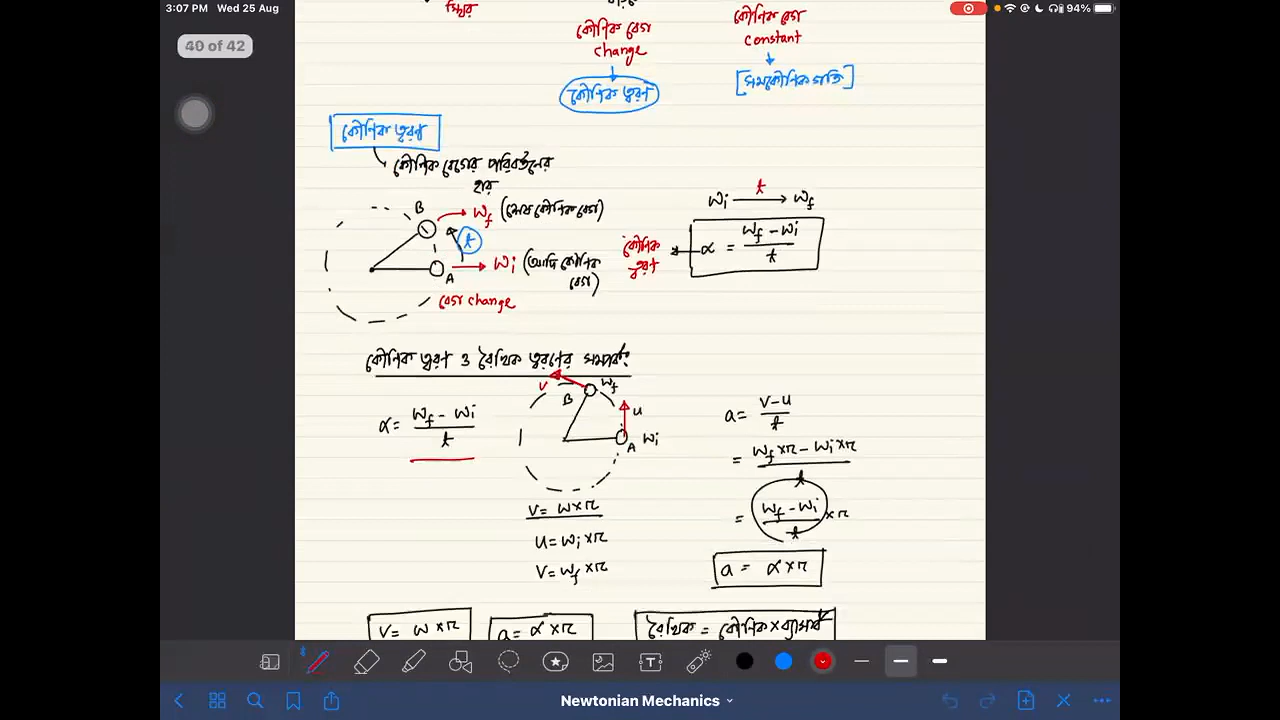 3:07 PM Wed 25 Aug
94%
40 of 42
স্থির
কৌণিক বেগ
change
কৌণিক বেগ
constant
কৌণিক ত্বরণ
[সমকৌণিক গতি]
কৌণিক ত্বরণ
কৌণিক বেগের পরিবর্তনের
হার
B
ωf (শেষ কৌণিক বেগ)
t
ωi (আদি কৌণিক
বেগ)
A
বেগ change
ωi t ωf
কৌণিক
ত্বরণ
α = ωf - ωi / t
কৌণিক ত্বরণ ও রৈখিক ত্বরণের সম্পর্ক:
α = ωf - ωi / t
v B ωf
u
A ωi
v = ω×r
u = ωi×r
v = ωf×r
a = v-u / t
= ωf×r - ωi×r / t
= ωf - ωi / t ×r
a = α×r
v = ω×r
a = α×r
রৈখিক = কৌণিক×ব্যাসার্ধ
Newtonian Mechanics